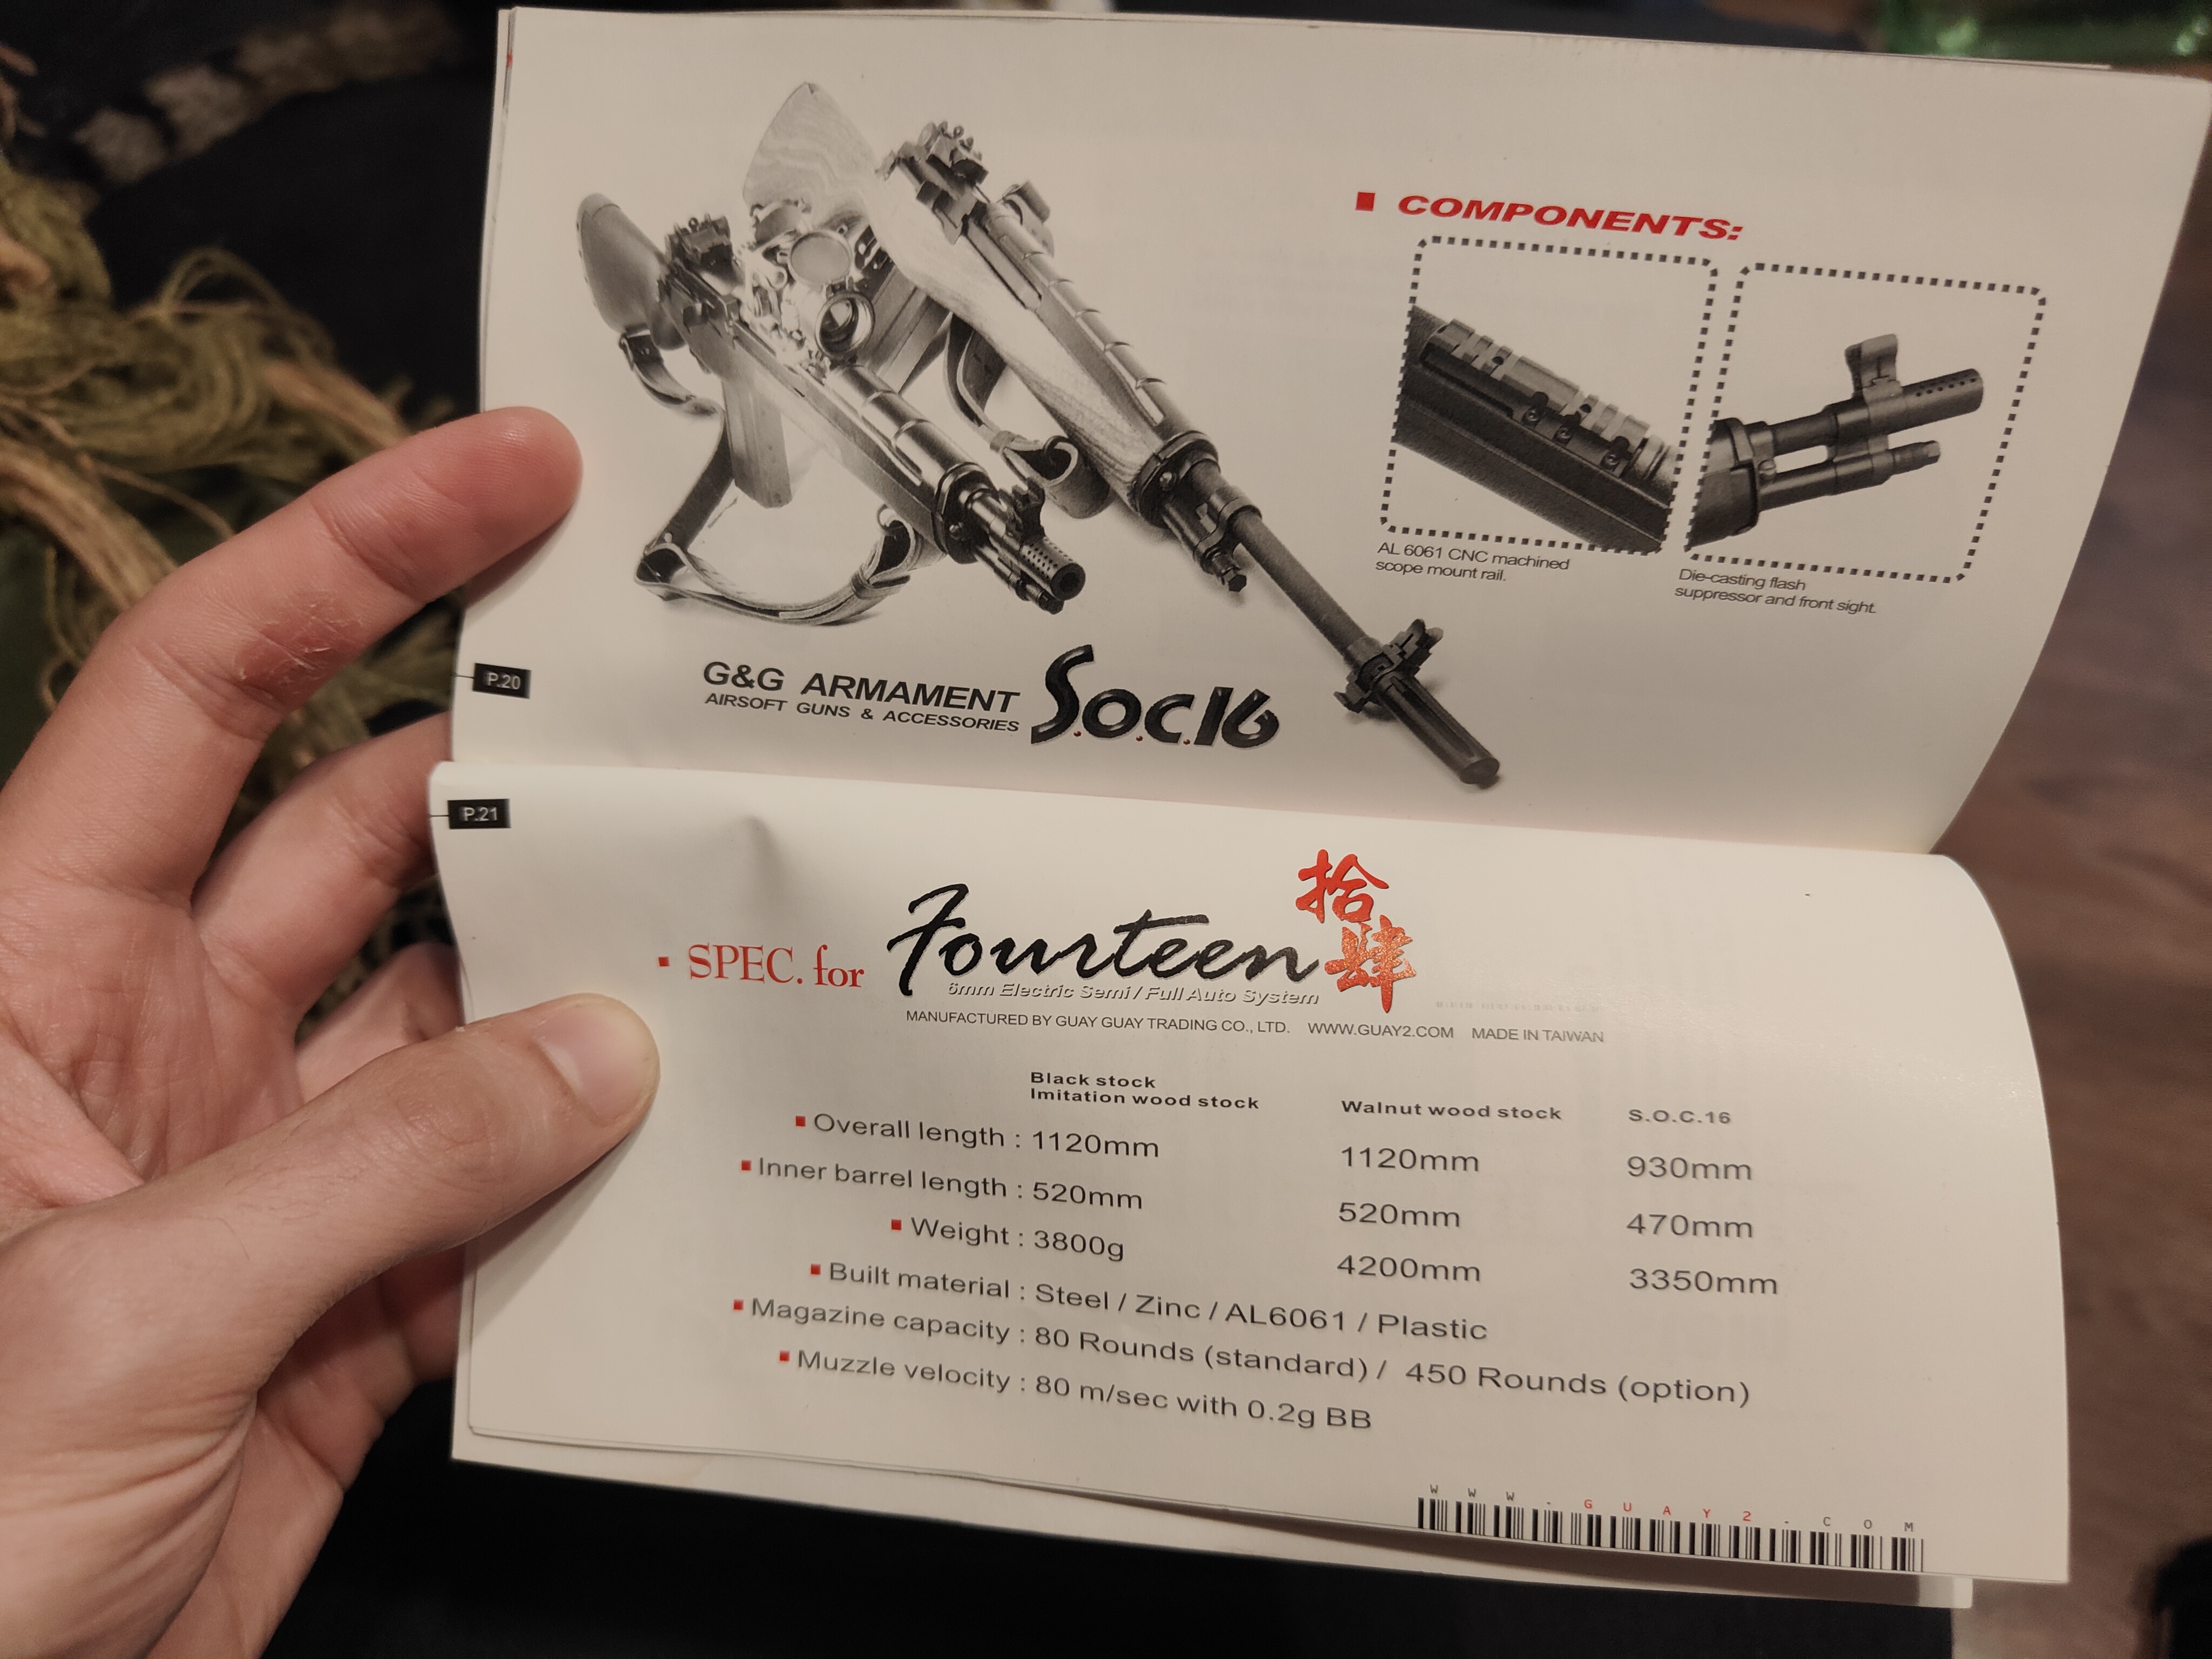 ■ COMPONENTS:
AL 6061 CNC machined
scope mount rail.
Die-casting flash
suppressor and front sight.
P.20
G&G ARMAMENT
AIRSOFT GUNS & ACCESSORIES
S.O.C.16
P.21
▪ SPEC. for Fourteen 拾肆
6mm Electric Semi / Full Auto System
MANUFACTURED BY GUAY GUAY TRADING CO., LTD. WWW.GUAY2.COM MADE IN TAIWAN
Black stock
Imitation wood stock Walnut wood stock S.O.C.16
▪ Overall length : 1120mm 1120mm 930mm
▪ Inner barrel length : 520mm 520mm 470mm
▪ Weight : 3800g 4200mm 3350mm
▪ Built material : Steel / Zinc / AL6061 / Plastic
▪ Magazine capacity : 80 Rounds (standard) / 450 Rounds (option)
▪ Muzzle velocity : 80 m/sec with 0.2g BB
WWW-GUAY2-COM